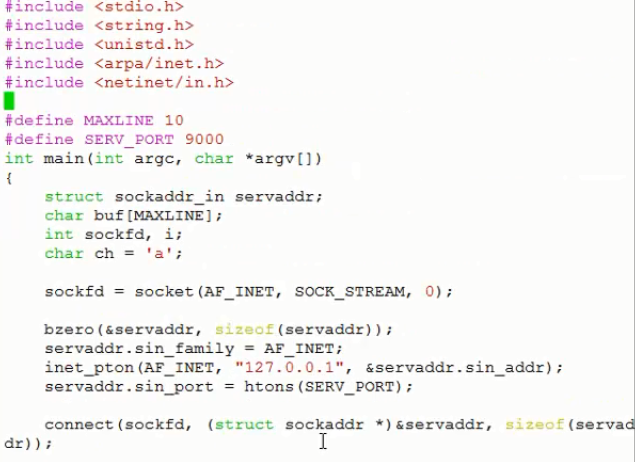 #include <stdio.h>
#include <string.h>
#include <unistd.h>
#include <arpa/inet.h>
#include <netinet/in.h>
#define MAXLINE 10
#define SERV_PORT 9000
int main(int argc, char *argv[])
{
    struct sockaddr_in servaddr;
    char buf[MAXLINE];
    int sockfd, i;
    char ch = 'a';
    sockfd = socket(AF_INET, SOCK_STREAM, 0);
    bzero(&servaddr, sizeof(servaddr));
    servaddr.sin_family = AF_INET;
    inet_pton(AF_INET, "127.0.0.1", &servaddr.sin_addr);
    servaddr.sin_port = htons(SERV_PORT);
    connect(sockfd, (struct sockaddr *)&servaddr, sizeof(servad
dr));